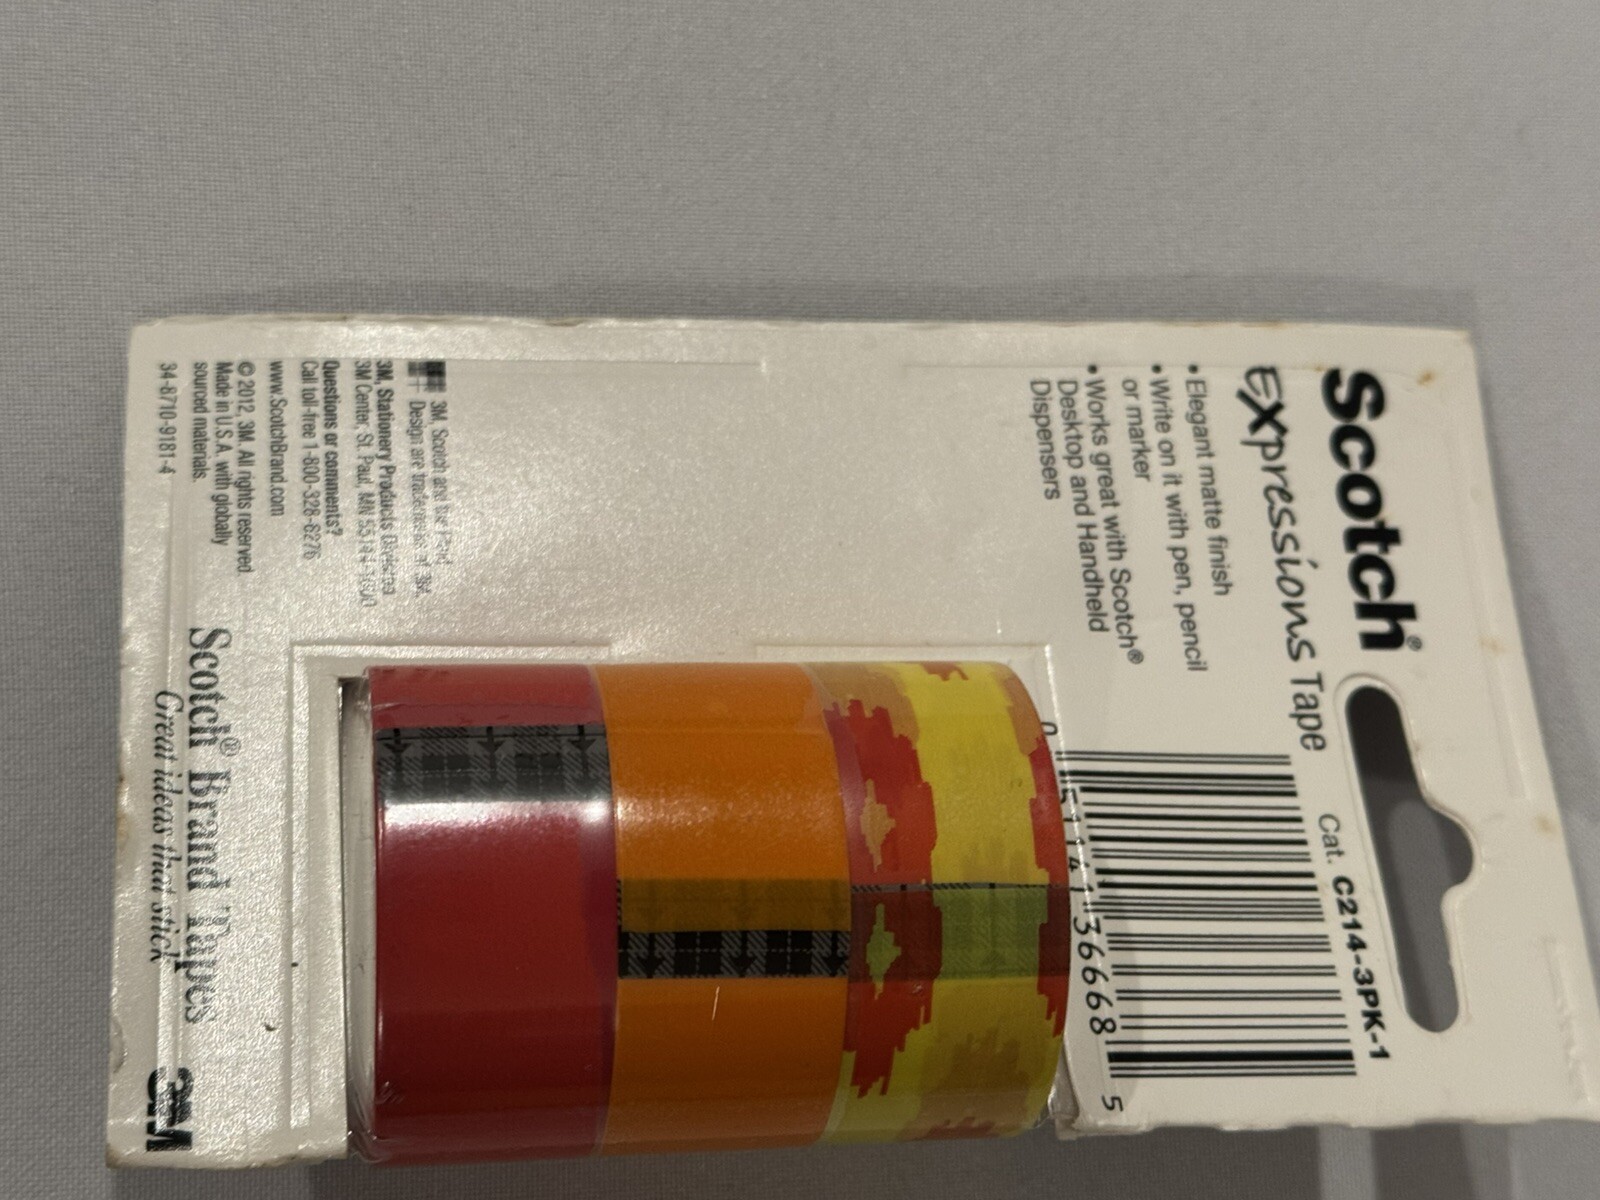 Scotch®
Expressions Tape
Cat. C214-3PK-1
• Elegant matte finish
• Write on it with pen, pencil
or marker
• Works great with Scotch®
Desktop and Handheld
Dispensers
0 51141 36668 5
3M, Scotch and the Plaid
Design are trademarks of 3M.
3M, Stationery Products Division
3M Center, St. Paul, MN 55144-1000
Questions or comments?
Call toll-free 1-800-328-6276
www.ScotchBrand.com
© 2012, 3M. All rights reserved.
Made in U.S.A. with globally
sourced materials.
34-8710-9181-4
Scotch® Brand Tapes
Great ideas that stick
3M